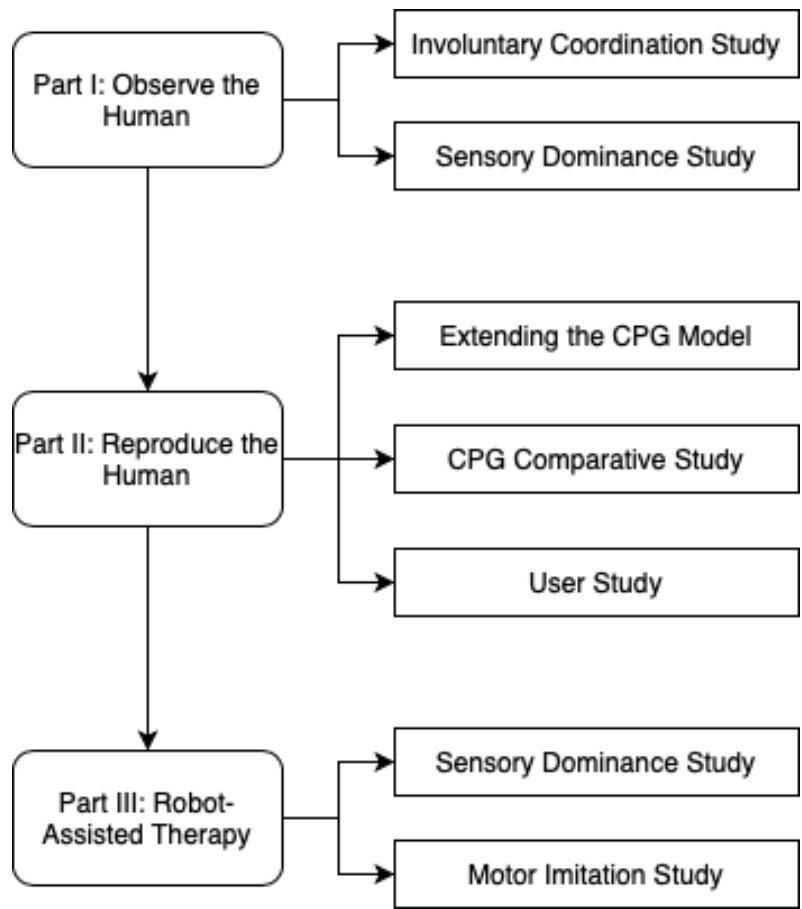 Part I: Observe the
Human
Involuntary Coordination Study
Sensory Dominance Study
Part II: Reproduce the
Human
Extending the CPG Model
CPG Comparative Study
User Study
Part III: Robot-
Assisted Therapy
Sensory Dominance Study
Motor Imitation Study